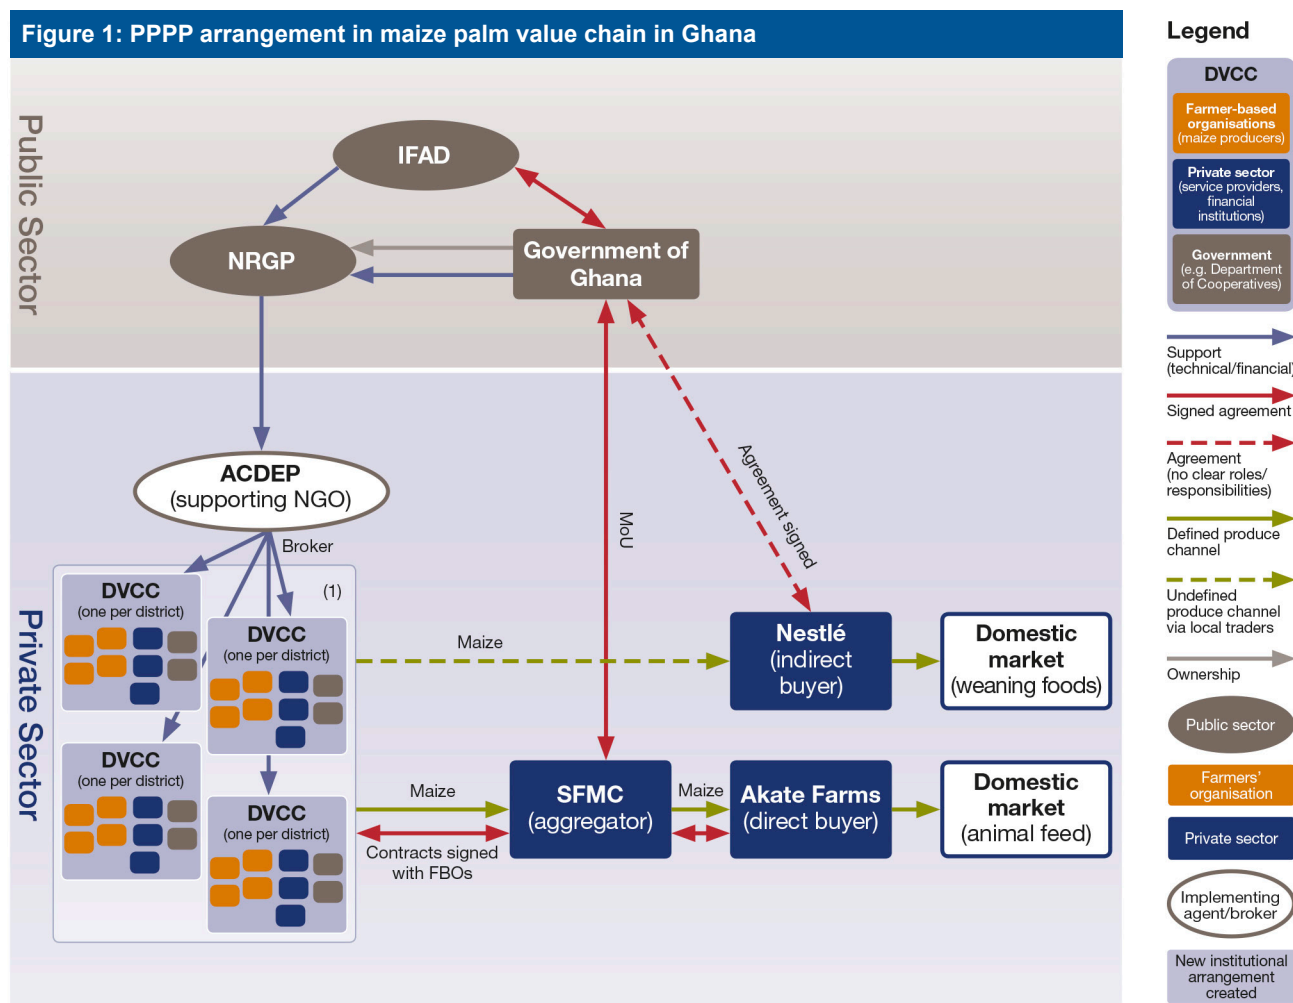 Figure 1: PPPP arrangement in maize palm value chain in Ghana
Public Sector
IFAD
NRGP
Government of
Ghana
ACDEP
(supporting NGO)
Broker
MoU
Agreement signed
Private Sector
(1)
DVCC
(one per district)
DVCC
(one per district)
DVCC
(one per district)
DVCC
(one per district)
Maize
Nestlé
(indirect
buyer)
Domestic
market
(weaning foods)
Maize
Contracts signed
with FBOs
SFMC
(aggregator)
Maize
Akate Farms
(direct buyer)
Domestic
market
(animal feed)
Legend
DVCC
Farmer-based
organisations
(maize producers)
Private sector
(service providers,
financial
institutions)
Government
(e.g. Department
of Cooperatives)
Support
(technical/financial)
Signed agreement
Agreement
(no clear roles/
responsibilities)
Defined produce
channel
Undefined
produce channel
via local traders
Ownership
Public sector
Farmers'
organisation
Private sector
Implementing
agent/broker
New institutional
arrangement
created